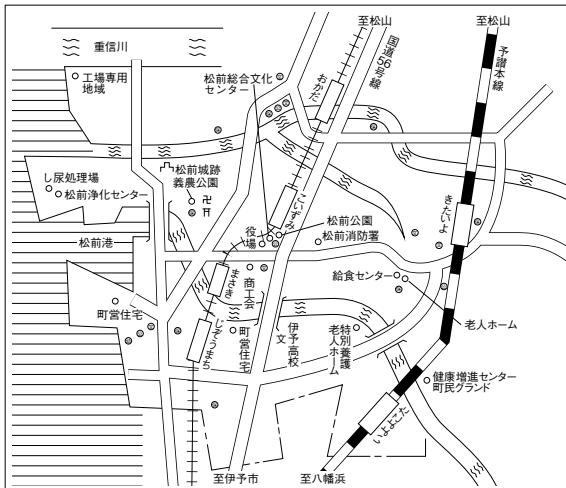 至松山
至松山
重信川
国道56号線
予讃本線
工場専用
地域
松前総合文化
センター
おかだ
し尿処理場
松前浄化センター
松前城跡
義農公園
こいずみ
きたいよ
松前港
役場
松前公園
松前消防署
まさき
商工会
給食センター
町営住宅
じぞうまち
町営住宅
文
伊予高校
特別養護
老人ホーム
老人ホーム
健康増進センター
町民グランド
いよよこた
至伊予市
至八幡浜